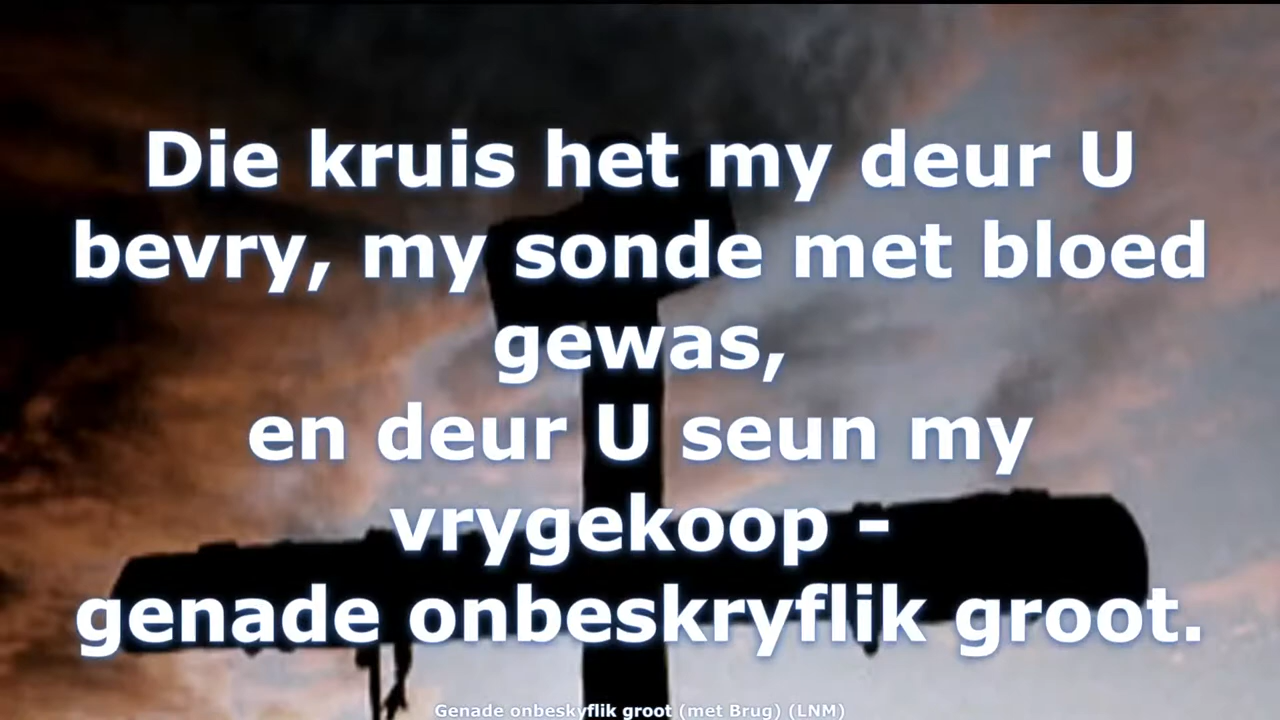 Die kruis het my deur U
bevry, my sonde met bloed
gewas,
en deur U seun my
vrygekoop -
genade onbeskryflik groot.
Genade onbeskyflik groot (met Brug) (LNM)